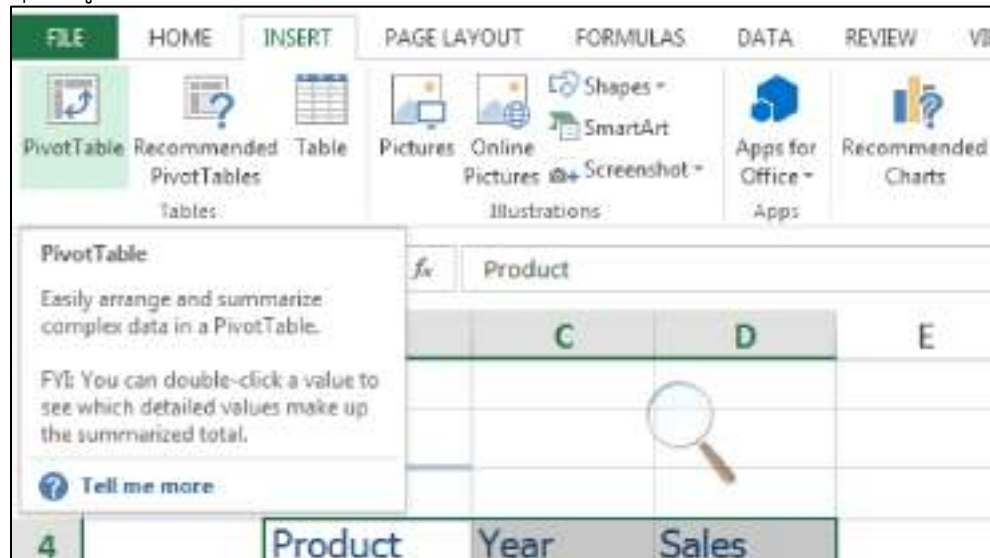 FILE HOME INSERT PAGE LAYOUT FORMULAS DATA REVIEW
PivotTable
Recommended
PivotTables
Table
Tables
Pictures
Online
Pictures
Shapes
SmartArt
Screenshot
Illustrations
Apps for
Office
Apps
Recommended
Charts
PivotTable
Easily arrange and summarize
complex data in a PivotTable.
FYI: You can double-click a value to
see which detailed values make up
the summarized total.
Tell me more
fx Product
C D E
4 Product Year Sales